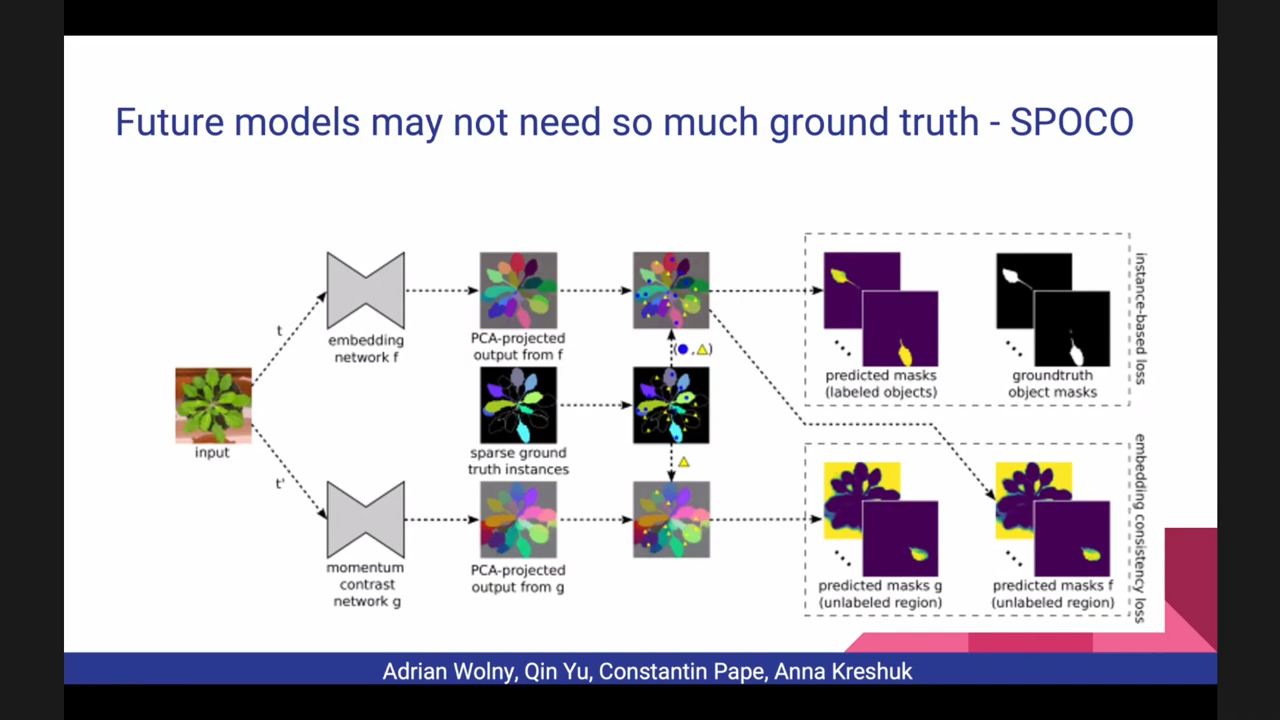 Future models may not need so much ground truth - SPOCO
t
embedding
network f
PCA-projected
output from f
(●,▲)
predicted masks
(labeled objects)
groundtruth
object masks
instance-based loss
input
sparse ground
truth instances
t'
momentum
contrast
network g
PCA-projected
output from g
predicted masks g
(unlabeled region)
predicted masks f
(unlabeled region)
embedding consistency loss
Adrian Wolny, Qin Yu, Constantin Pape, Anna Kreshuk